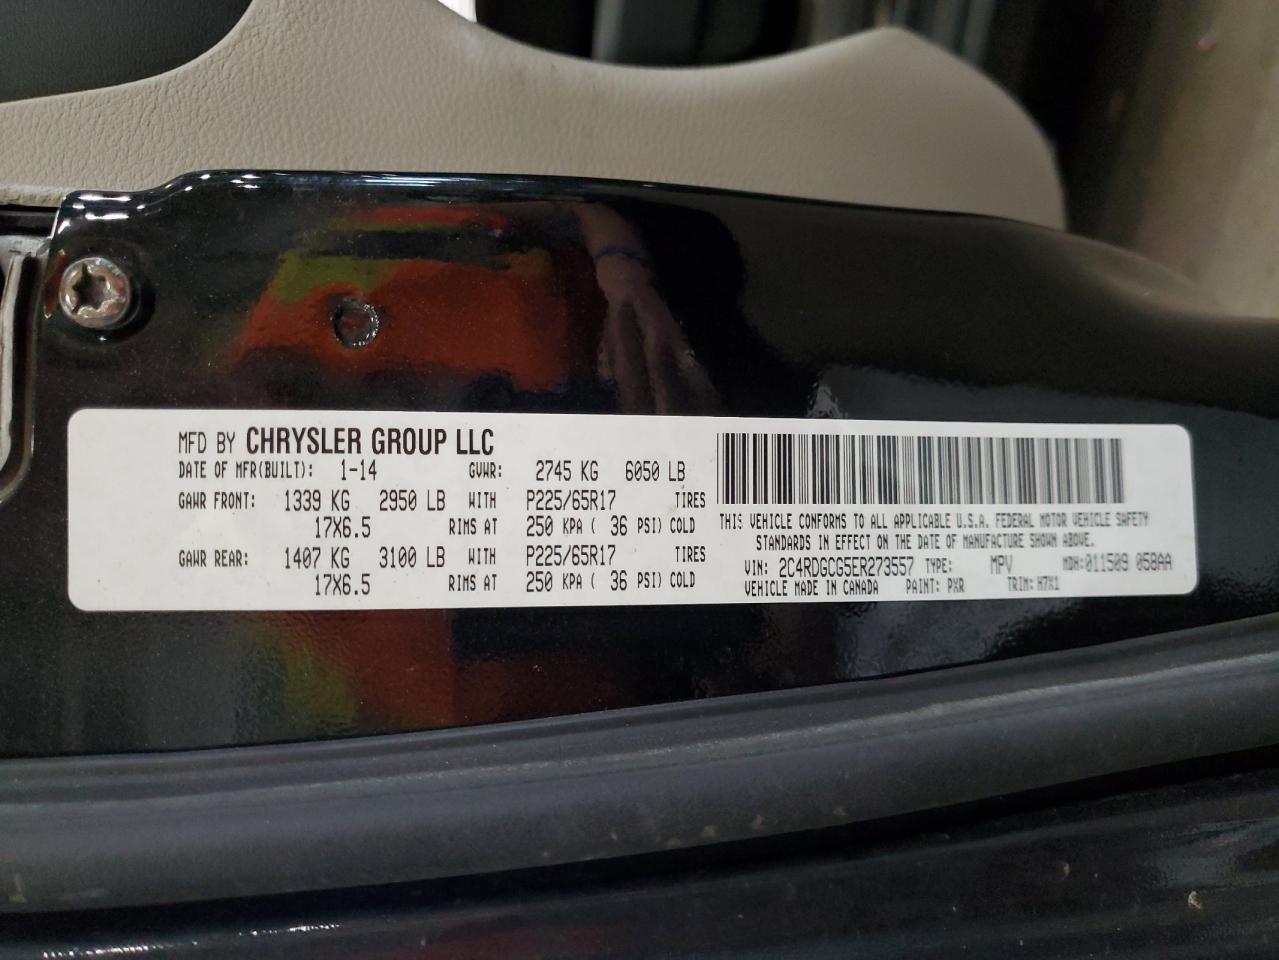 MFD BY CHRYSLER GROUP LLC
DATE OF MFR(BUILT): 1-14 GVWR: 2745 KG 6050 LB
GAWR FRONT: 1339 KG 2950 LB WITH P225/65R17 TIRES
17X6.5 RIMS AT 250 KPA ( 36 PSI) COLD
GAWR REAR: 1407 KG 3100 LB WITH P225/65R17 TIRES
17X6.5 RIMS AT 250 KPA ( 36 PSI) COLD
THIS VEHICLE CONFORMS TO ALL APPLICABLE U.S.A. FEDERAL MOTOR VEHICLE SAFETY
STANDARDS IN EFFECT ON THE DATE OF MANUFACTURE SHOWN ABOVE.
VIN: 2C4RDGCG5ER273557 TYPE: MPV MDH:011509 058AA
VEHICLE MADE IN CANADA PAINT: PXR TRIM: H7X1